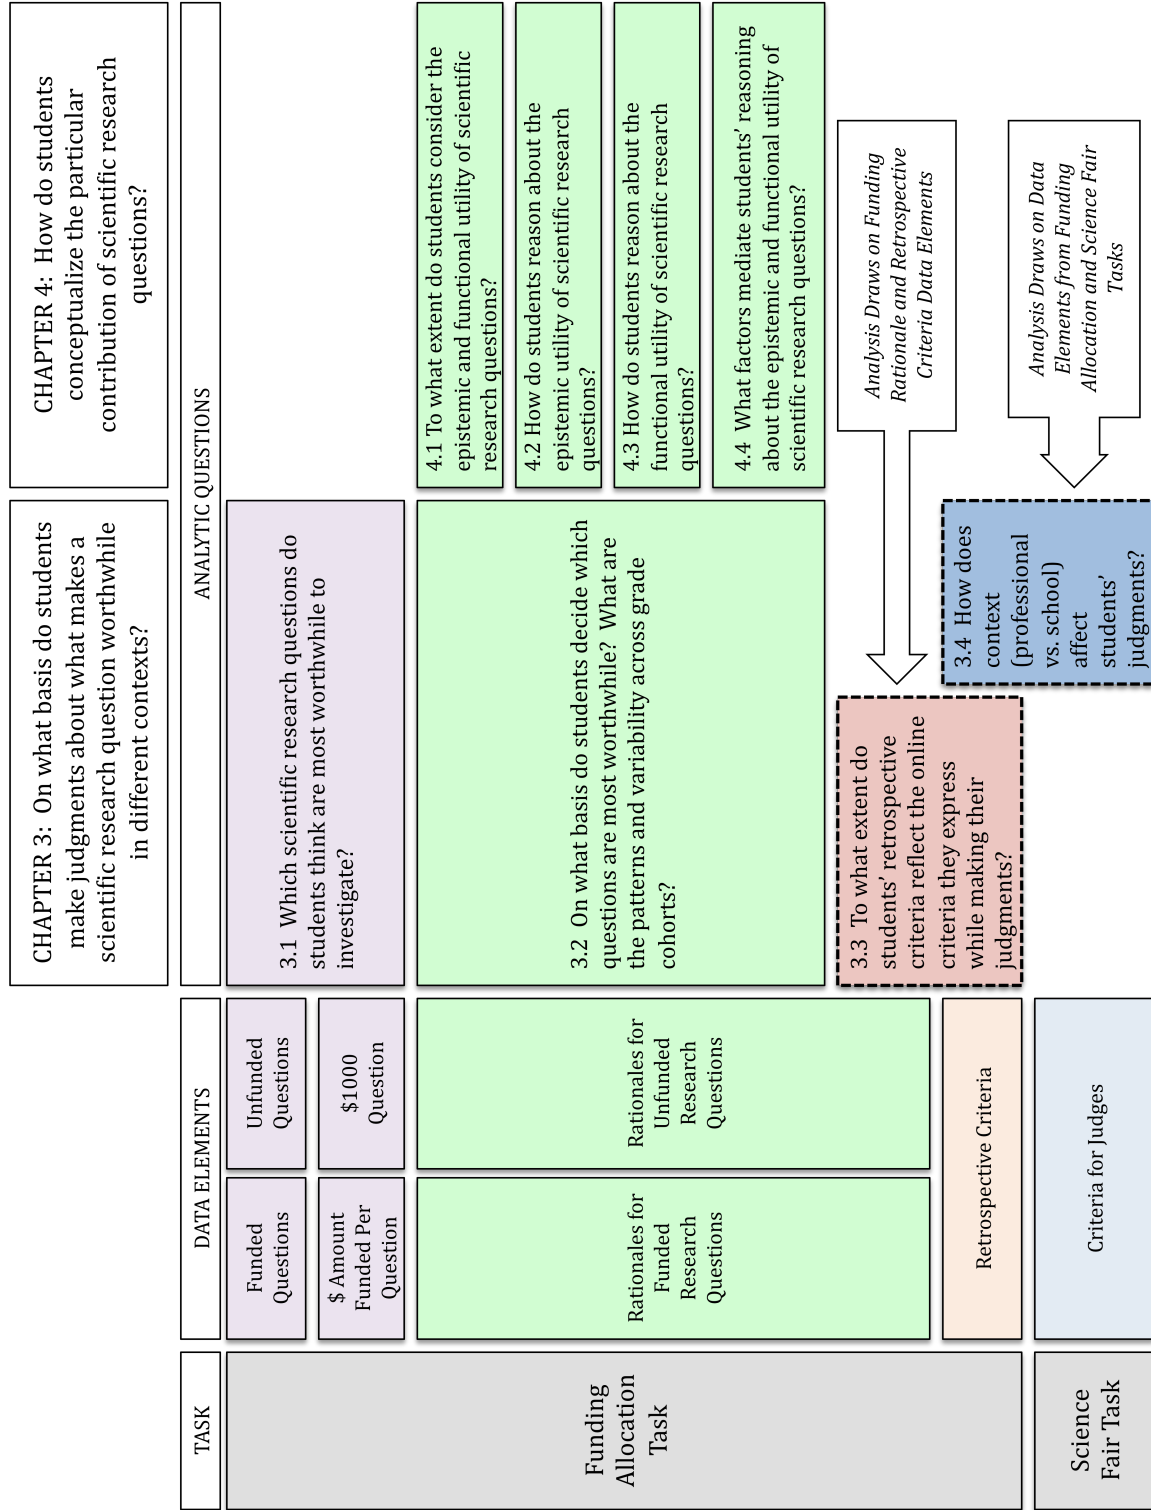 CHAPTER 3:  On what basis do students
make judgments about what makes a
scientific research question worthwhile
in different contexts?
CHAPTER 4:  How do students
conceptualize the particular
contribution of scientific research
questions?
TASK
DATA ELEMENTS
ANALYTIC QUESTIONS
Funding
Allocation
Task
Funded
Questions
Unfunded
Questions
$ Amount
Funded Per
Question
$1000
Question
3.1  Which scientific research questions do
students think are most worthwhile to
investigate?
Rationales for
Funded
Research
Questions
Rationales for
Unfunded
Research
Questions
3.2  On what basis do students decide which
questions are most worthwhile?  What are
the patterns and variability across grade
cohorts?
4.1 To what extent do students consider the
epistemic and functional utility of scientific
research questions?
4.2 How do students reason about the
epistemic utility of scientific research
questions?
4.3 How do students reason about the
functional utility of scientific research
questions?
4.4  What factors mediate students’ reasoning
about the epistemic and functional utility of
scientific research questions?
Retrospective Criteria
3.3  To what extent do
students’ retrospective
criteria reflect the online
criteria they express
while making their
judgments?
Analysis Draws on Funding
Rationale and Retrospective
Criteria Data Elements
Science
Fair Task
Criteria for Judges
3.4  How does
context
(professional
vs. school)
affect
students’
judgments?
Analysis Draws on Data
Elements from Funding
Allocation and Science Fair
Tasks